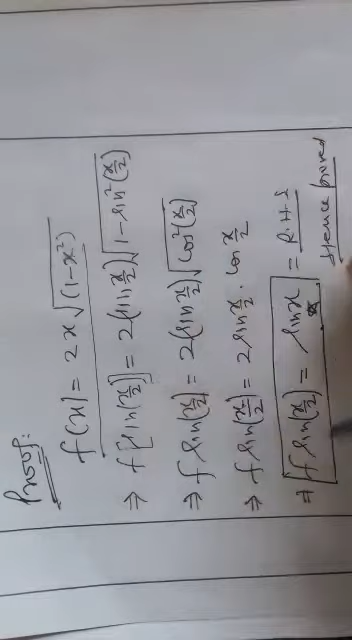 Proof:
f(x) = 2x√(1-x²)
⇒ f[sin(x/2)] = 2(sin x/2)√1-sin²(x/2)
⇒ f sin(x/2) = 2(sin x/2)√cos²(x/2)
⇒ f sin(x/2) = 2 sin x/2 . cos x/2
⇒ f sin(x/2) = sin x = R.H.S
Hence proved